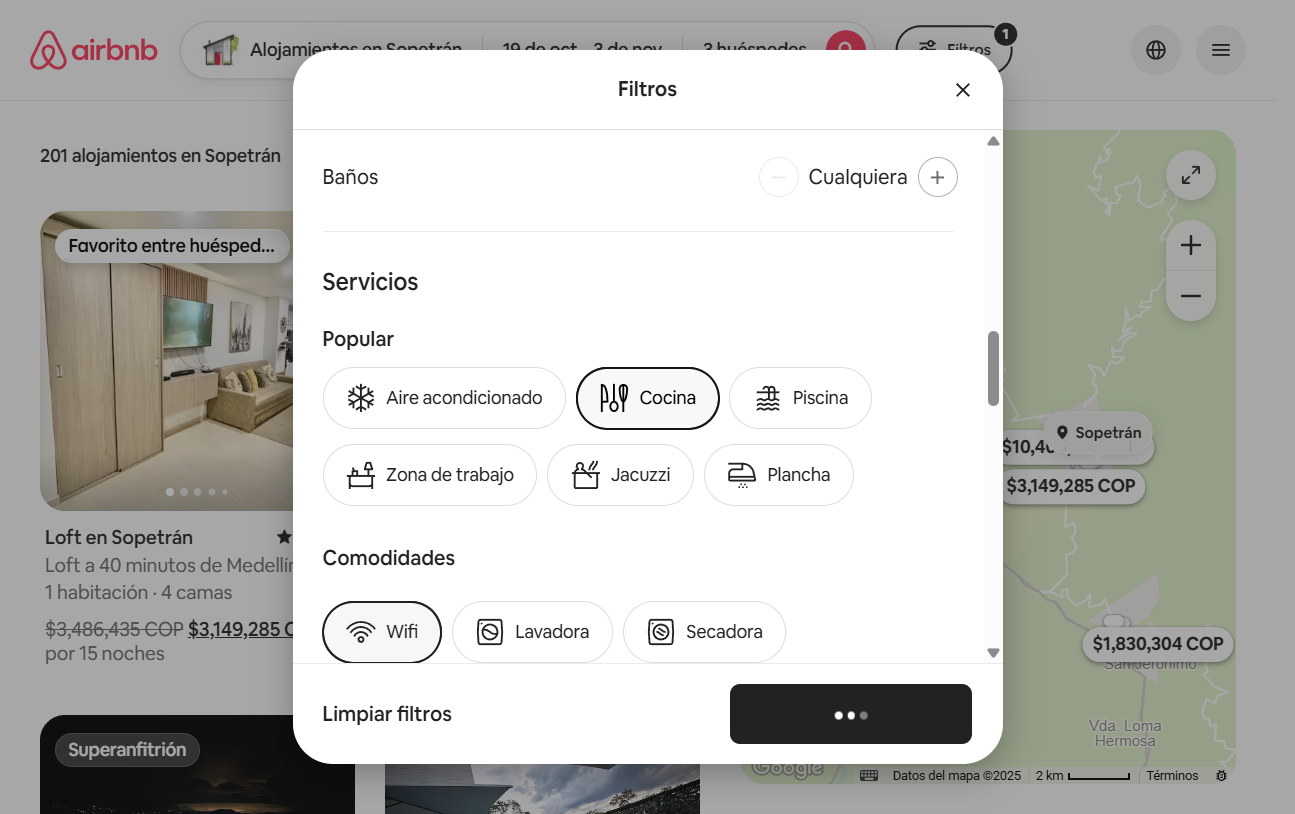 airbnb
Alojamientos en Sopetrán
19 de oct – 3 de nov
3 huéspedes
Filtros
1
Filtros
201 alojamientos en Sopetrán
Baños
Cualquiera
Favorito entre huésped...
Servicios
Popular
Aire acondicionado
Cocina
Piscina
Zona de trabajo
Jacuzzi
Plancha
Comodidades
Wifi
Lavadora
Secadora
Limpiar filtros
Loft en Sopetrán
Loft a 40 minutos de Medellín
1 habitación · 4 camas
$3,486,435 COP $3,149,285 C
por 15 noches
Superanfitrión
Sopetrán
$10,40
$3,149,285 COP
$1,830,304 COP
San Jerónimo
Vda. Loma
Hermosa
Google
Datos del mapa ©2025
2 km
Términos